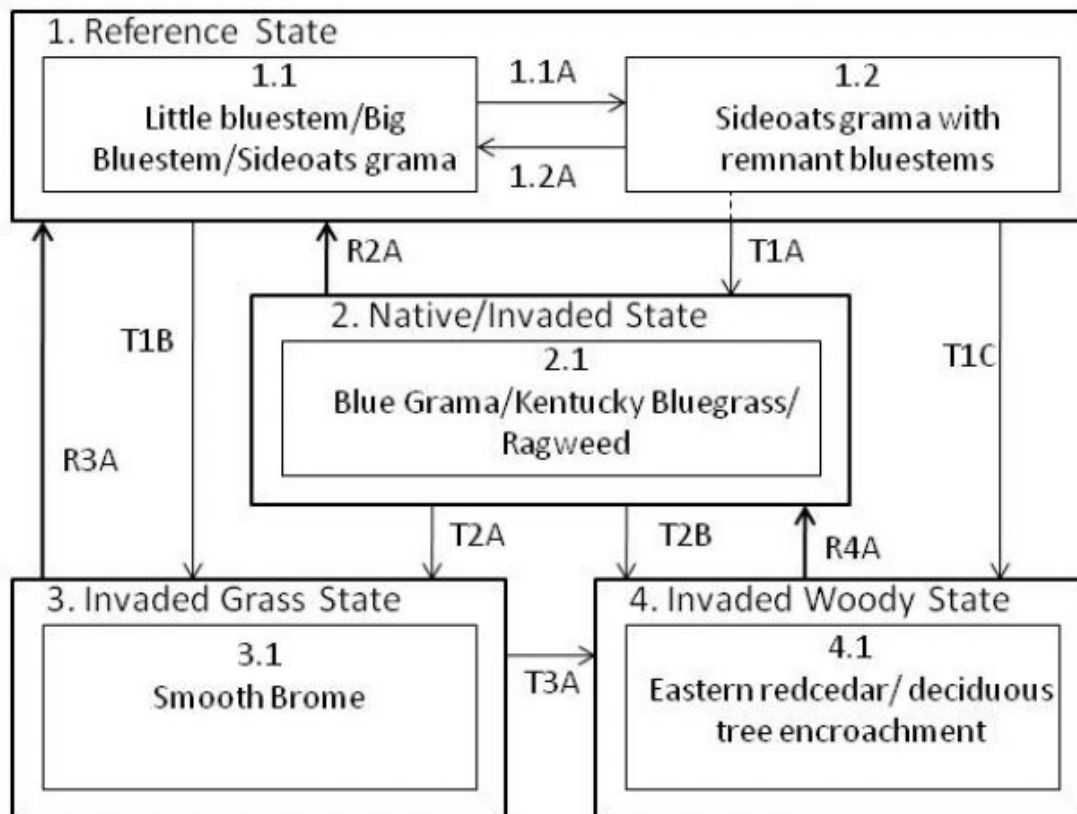 1. Reference State
1.1
Little bluestem/Big
Bluestem/Sideoats grama
1.1A
1.2A
1.2
Sideoats grama with
remnant bluestems
R3A
T1B
R2A
T1A
T1C
2. Native/Invaded State
2.1
Blue Grama/Kentucky Bluegrass/
Ragweed
T2A
T2B
R4A
3. Invaded Grass State
3.1
Smooth Brome
T3A
4. Invaded Woody State
4.1
Eastern redcedar/ deciduous
tree encroachment